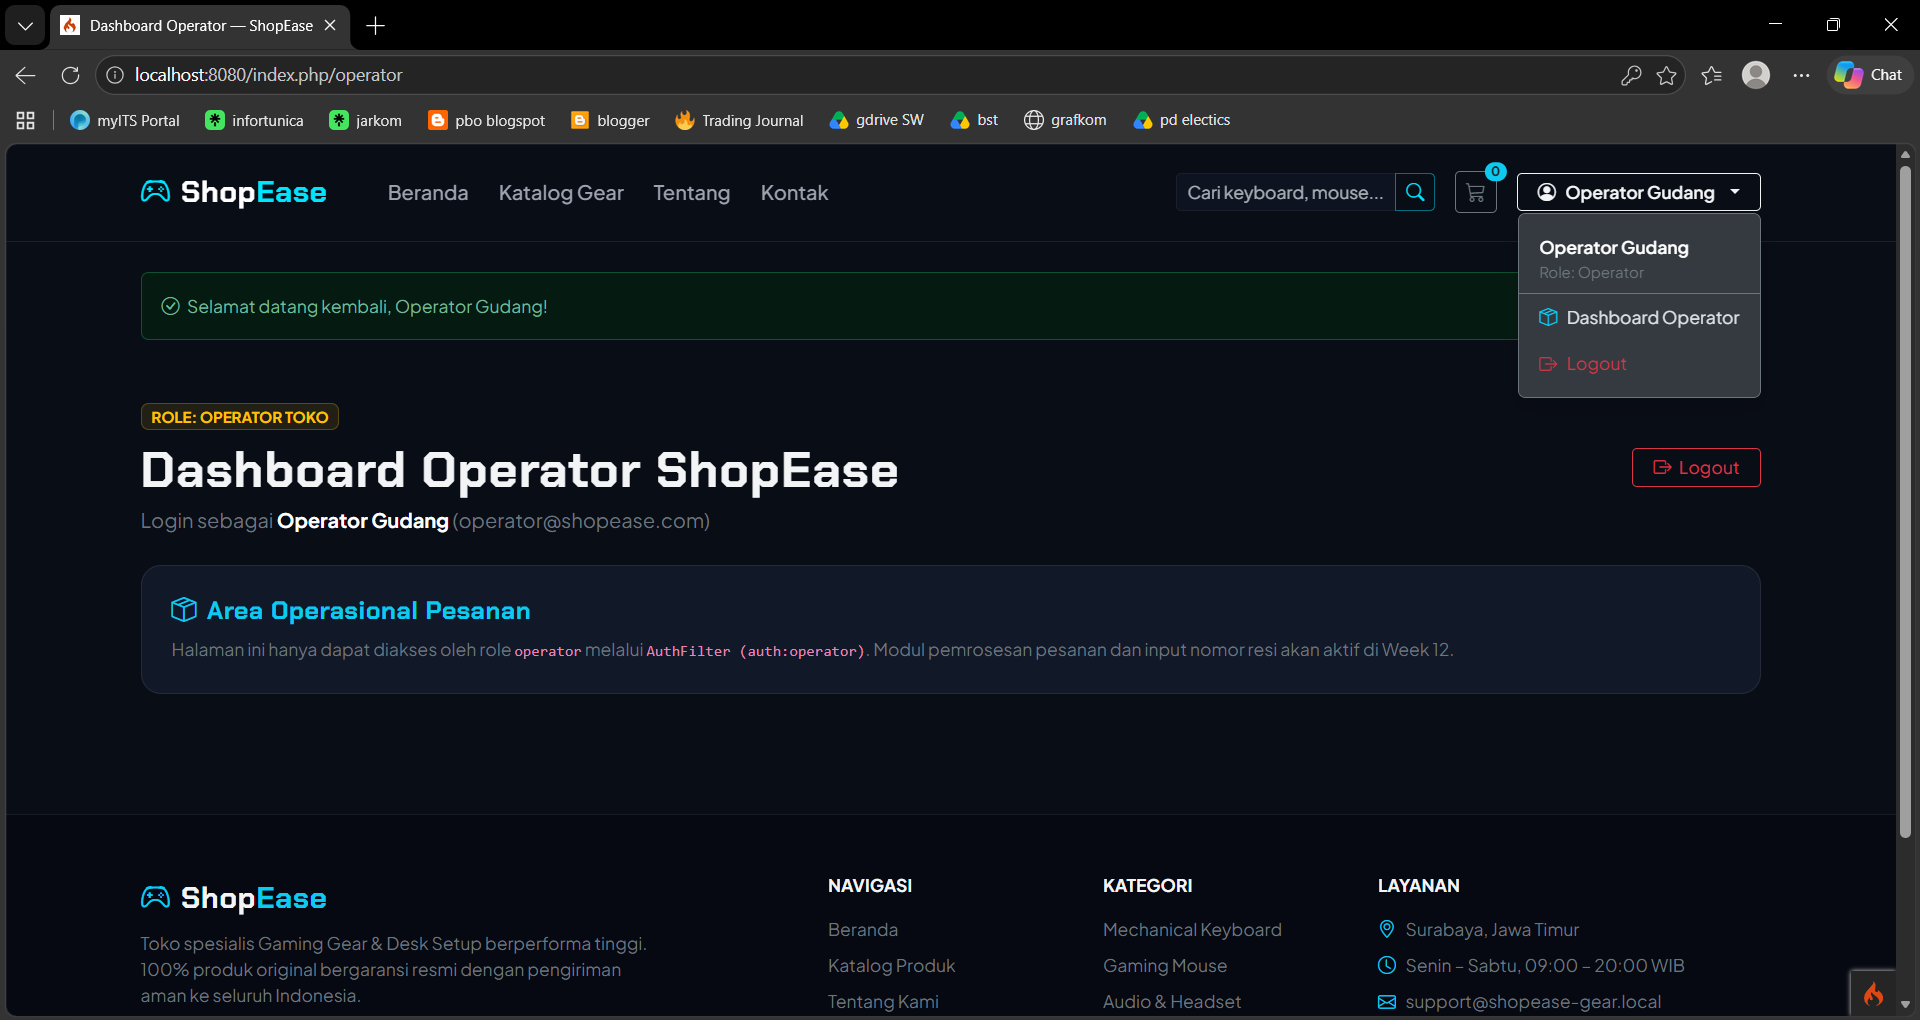 Dashboard Operator — ShopEase
localhost:8080/index.php/operator
Chat
myITS Portal
infortunica
jarkom
pbo blogspot
blogger
Trading Journal
gdrive SW
bst
grafkom
pd electics
ShopEase
Beranda
Katalog Gear
Tentang
Kontak
Cari keyboard, mouse...
0
Operator Gudang
Operator Gudang
Role: Operator
Dashboard Operator
Logout
Selamat datang kembali, Operator Gudang!
ROLE: OPERATOR TOKO
Dashboard Operator ShopEase
Logout
Login sebagai Operator Gudang (operator@shopease.com)
Area Operasional Pesanan
Halaman ini hanya dapat diakses oleh role operator melalui AuthFilter (auth:operator). Modul pemrosesan pesanan dan input nomor resi akan aktif di Week 12.
ShopEase
Toko spesialis Gaming Gear & Desk Setup berperforma tinggi.
100% produk original bergaransi resmi dengan pengiriman
aman ke seluruh Indonesia.
NAVIGASI
Beranda
Katalog Produk
Tentang Kami
KATEGORI
Mechanical Keyboard
Gaming Mouse
Audio & Headset
LAYANAN
Surabaya, Jawa Timur
Senin – Sabtu, 09:00 – 20:00 WIB
support@shopease-gear.local